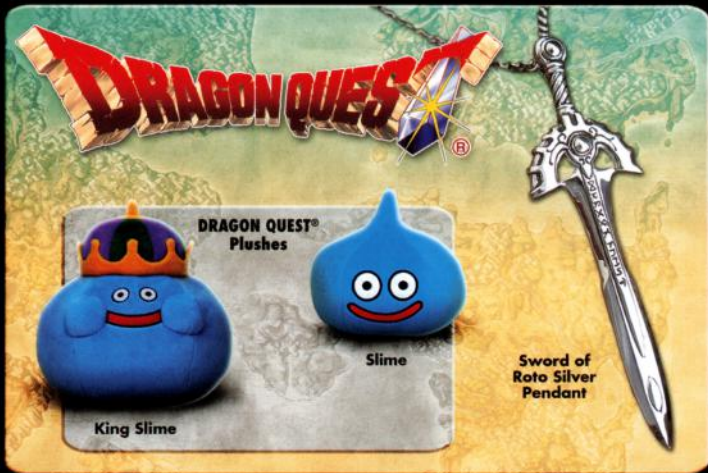 DRAGON QUEST®
DRAGON QUEST®
Plushes
Slime
King Slime
Sword of
Roto Silver
Pendant